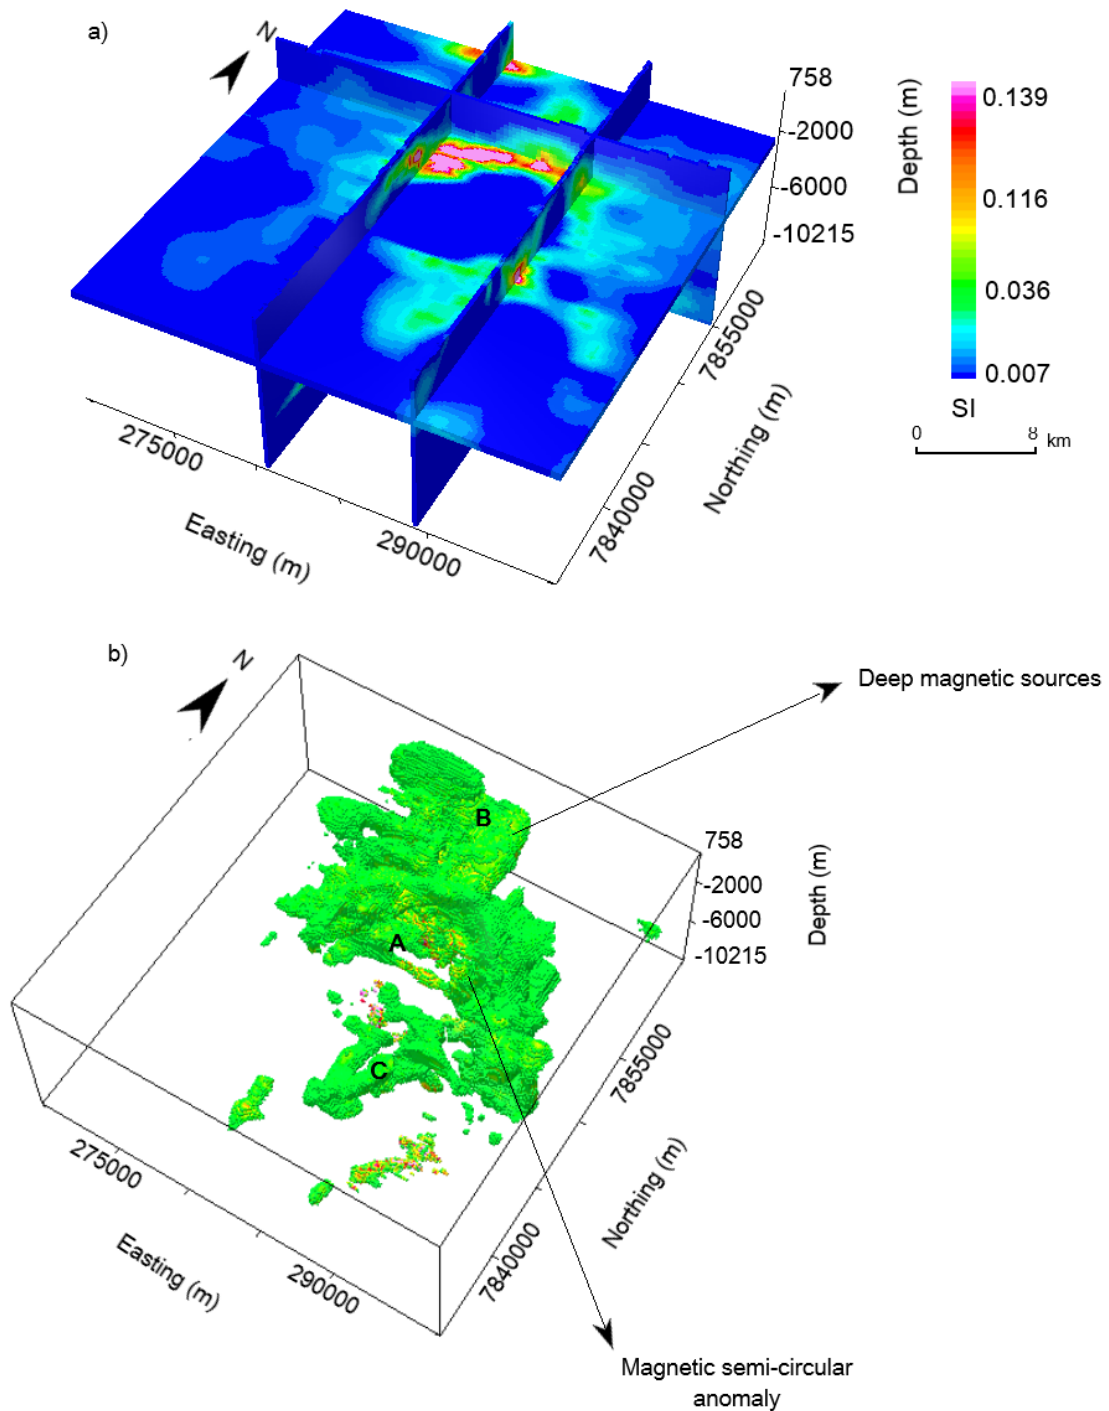 a)
N
758
-2000
-6000
-10215
Depth (m)
0.139
0.116
0.036
0.007
SI
0 8 km
275000
290000
Easting (m)
7840000
7855000
Northing (m)
b)
N
Deep magnetic sources
B
A
C
758
-2000
-6000
-10215
Depth (m)
275000
290000
Easting (m)
7840000
7855000
Northing (m)
Magnetic semi-circular
anomaly